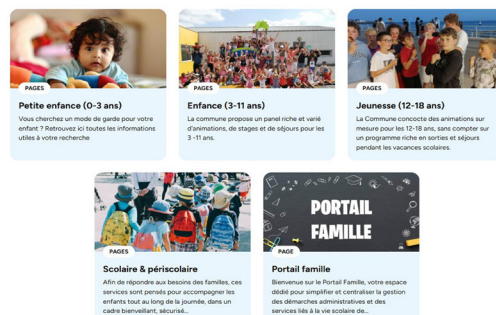 PAGES
PAGES
PAGES
Petite enfance (0-3 ans)
Vous cherchez un mode de garde pour votre
enfant ? Retrouvez ici toutes les informations
utiles à votre recherche
Enfance (3-11 ans)
La commune propose un panel riche et varié
d'animations, de stages et de séjours pour les
3 -11 ans.
Jeunesse (12-18 ans)
La Commune concocte des animations sur
mesure pour les 12-18 ans, sans compter sur
un programme riche en sorties et séjours
pendant les vacances scolaires.
PORTAIL
FAMILLE
PAGES
PAGE
Scolaire & périscolaire
Afin de répondre aux besoins des familles, ces
services sont pensés pour accompagner les
enfants tout au long de la journée, dans un
cadre bienveillant, sécurisé...
Portail famille
Bienvenue sur le Portail Famille, votre espace
dédié pour simplifier et centraliser la gestion
des démarches administratives et des
services liés à la vie scolaire de...